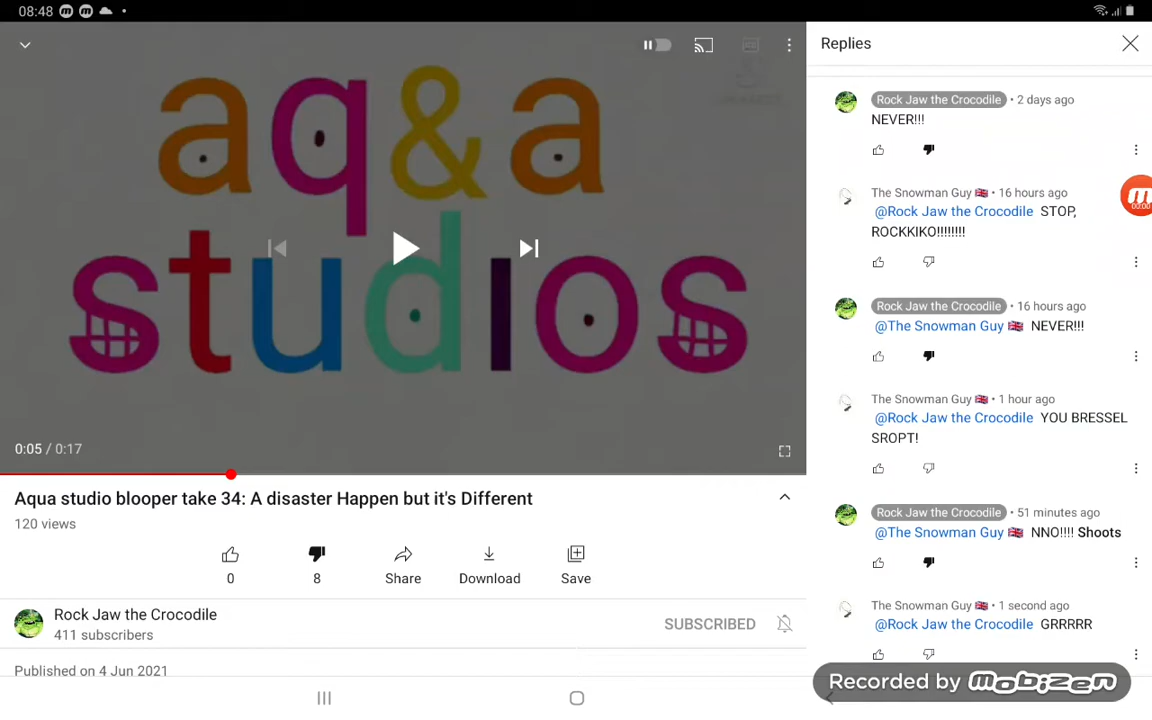 08:48
aq&a
studios
0:05 / 0:17
Aqua studio blooper take 34: A disaster Happen but it's Different
120 views
0
8
Share
Download
Save
Rock Jaw the Crocodile
411 subscribers
SUBSCRIBED
Published on 4 Jun 2021
Replies
Rock Jaw the Crocodile • 2 days ago
NEVER!!!
The Snowman Guy 🇬🇧 • 16 hours ago
@Rock Jaw the Crocodile STOP,
ROCKKIKO!!!!!!!!
Rock Jaw the Crocodile • 16 hours ago
@The Snowman Guy 🇬🇧 NEVER!!!
The Snowman Guy 🇬🇧 • 1 hour ago
@Rock Jaw the Crocodile YOU BRESSEL
SROPT!
Rock Jaw the Crocodile • 51 minutes ago
@The Snowman Guy 🇬🇧 NNO!!!! Shoots
The Snowman Guy 🇬🇧 • 1 second ago
@Rock Jaw the Crocodile GRRRRR
00:00
Recorded by mobizen